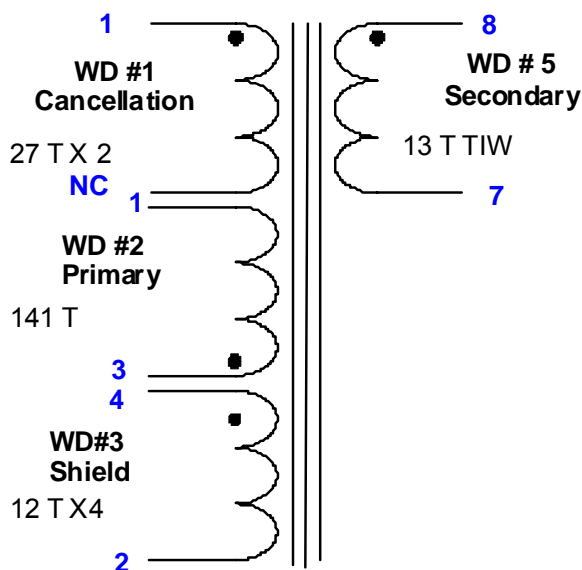 1
WD #1
Cancellation
27 T X 2
NC
1
WD #2
Primary
141 T
3
4
WD#3
Shield
12 T X4
2
8
WD # 5
Secondary
13 T TIW
7